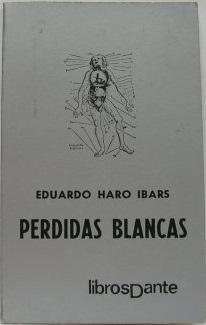 EDUARDO HARO IBARS
PERDIDAS BLANCAS
librosDante